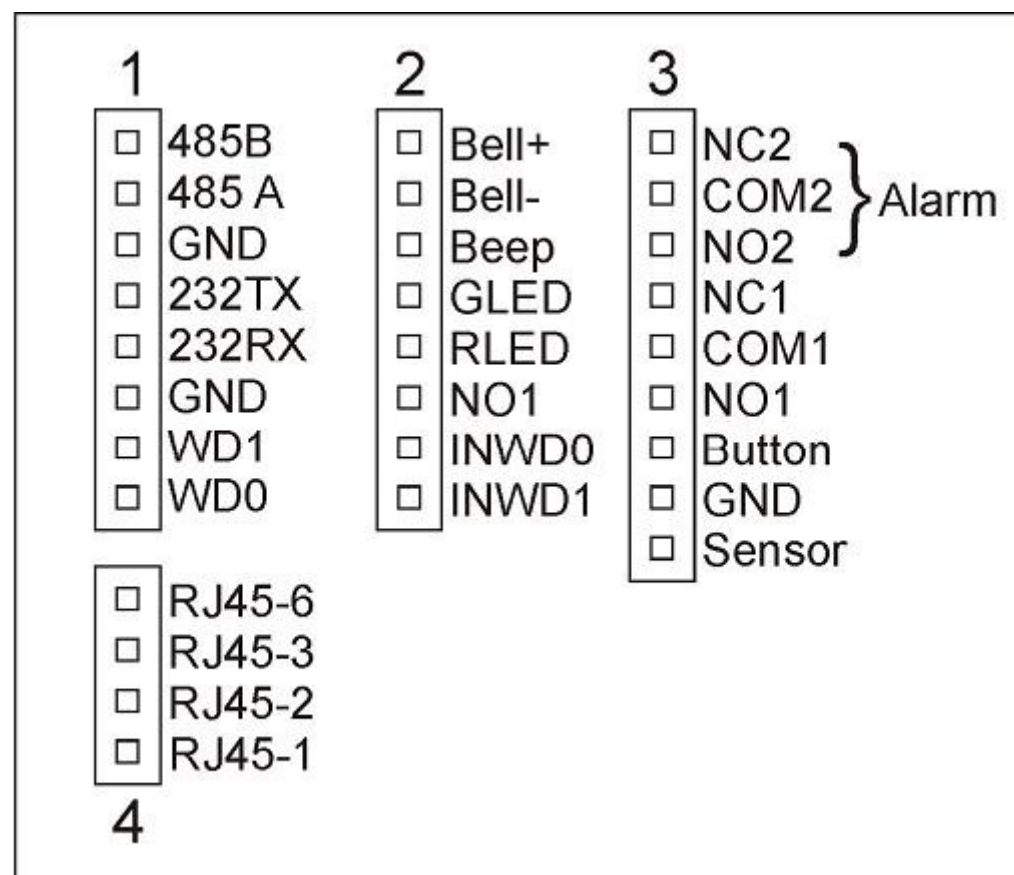 1
485B
485 A
GND
232TX
232RX
GND
WD1
WD0
2
Bell+
Bell-
Beep
GLED
RLED
NO1
INWD0
INWD1
3
NC2
COM2
NO2
Alarm
NC1
COM1
NO1
Button
GND
Sensor
RJ45-6
RJ45-3
RJ45-2
RJ45-1
4